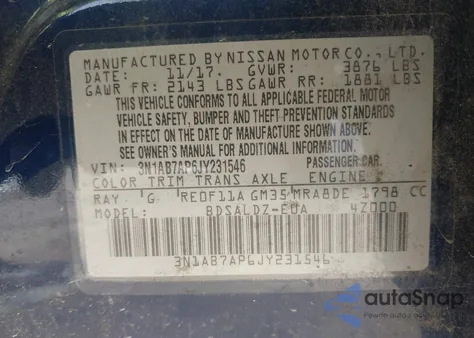 MANUFACTURED BY NISSAN MOTOR CO., LTD.
DATE: 11/17. GVWR: 3876 LBS
GAWR FR: 2143 LBS GAWR RR: 1881 LBS
THIS VEHICLE CONFORMS TO ALL APPLICABLE FEDERAL MOTOR
VEHICLE SAFETY, BUMPER AND THEFT PREVENTION STANDARDS
IN EFFECT ON THE DATE OF MANUFACTURE SHOWN ABOVE.
SEE OWNER'S MANUAL FOR ADDITIONAL INFORMATION.
VIN: 3N1AB7AP6JY231546 PASSENGER CAR.
COLOR TRIM TRANS AXLE ENGINE
RAY G RE0F11A GM35 MRA8DE 1798 CC
BDSALDZ-EUA 4Z000
3N1AB7AP6JY231546
autoSnap